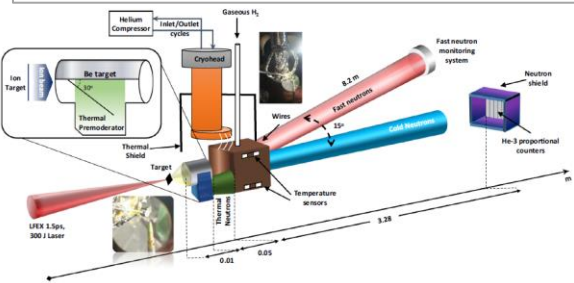 Gaseous H₂
Helium
Compressor
Inlet/Outlet
cycles
Cryohead
Fast neutron
monitoring
system
Ion
Target
Ion beam
Be target
30°
Thermal
Premoderator
8.2 m
Fast neutrons
Neutron
shield
Wires
15°
Cold Neutrons
Thermal
Shield
He-3 proportional
counters
Target
Temperature
sensors
Thermal
Neutrons
m
LFEX 1.5ps,
300 J Laser
3.28
0.05
0.01